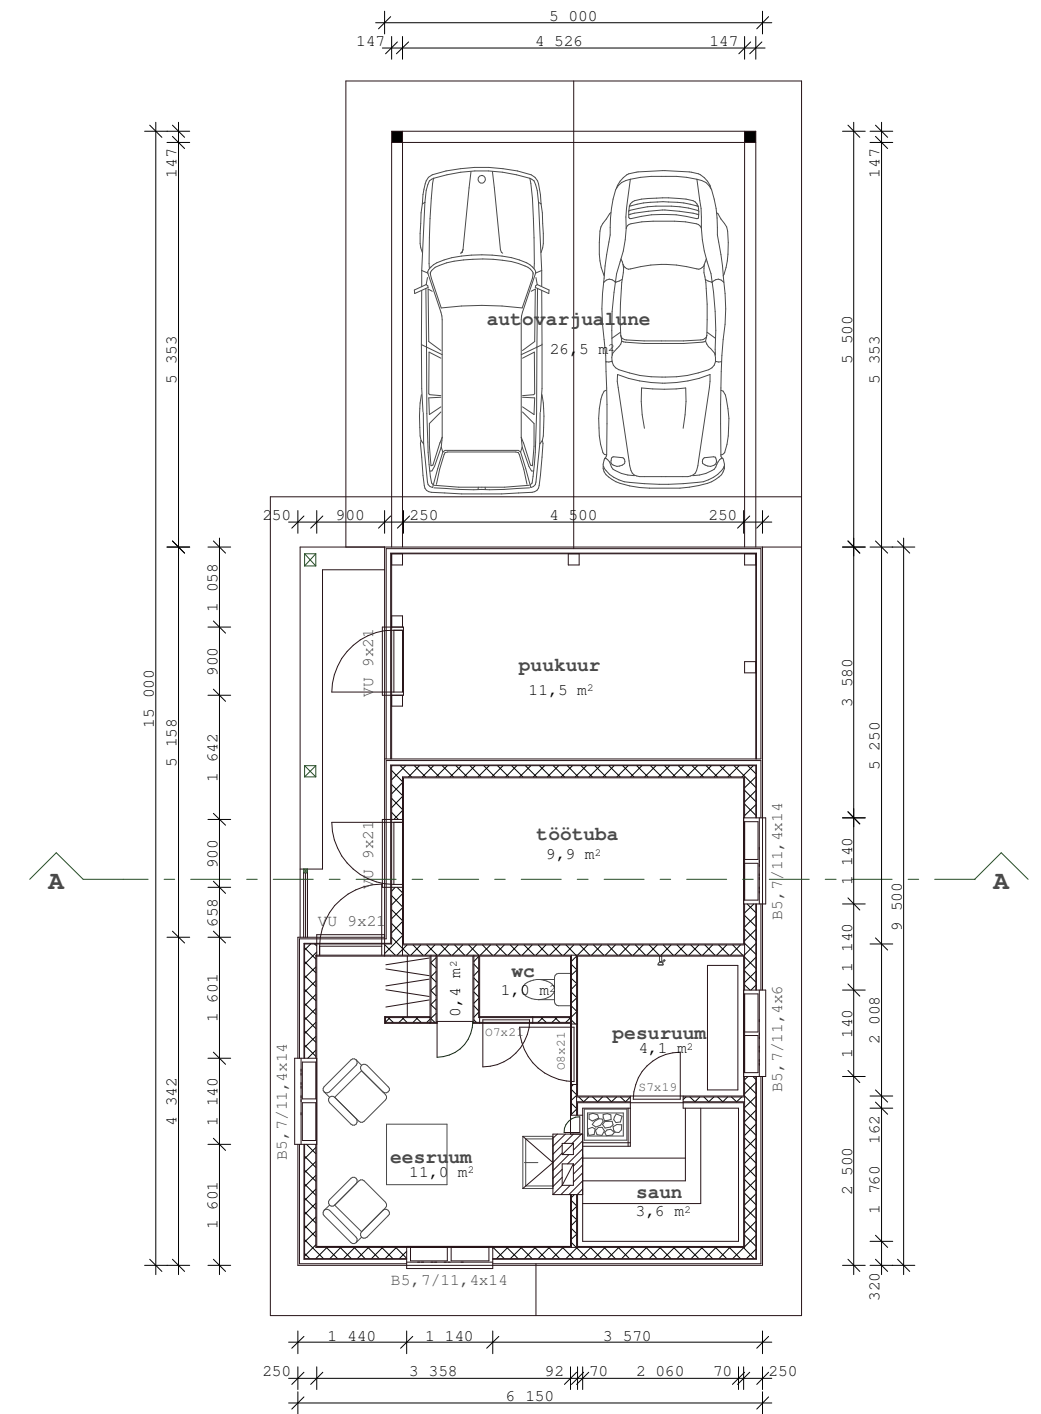 5 000
147 4 526 147
147
147
autovarjualune
26,5 m²
5 353
5 500
5 353
250 900 250 4 500 250
1 058
VU 9x21
900
puukuur
11,5 m²
3 580
15 000
5 158
1 642
5 250
töötuba
9,9 m²
VU 9x21
900
B5,7/11,4x14
1 140
A
A
658
VU 9x21
9 500
1 140
wc
1,0 m²
0,4 m²
1 601
O7x21
O8x21
pesuruum
4,1 m²
B5,7/11,4x6
1 140
2 008
S7x19
B5,7/11,4x14
1 140
4 342
eesruum
11,0 m²
162
2 500
1 760
saun
3,6 m²
1 601
B5,7/11,4x14
320
1 440 1 140 3 570
250 3 358 92 70 2 060 70 250
6 150